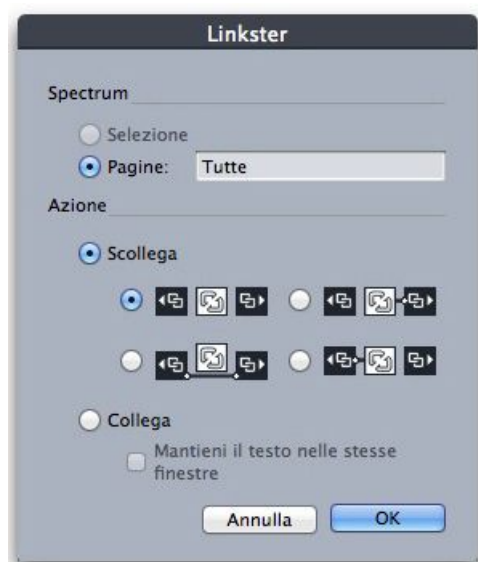 Linkster
Spectrum
Selezione
Pagine: Tutte
Azione
Scollega
Collega
Mantieni il testo nelle stesse
finestre
Annulla OK